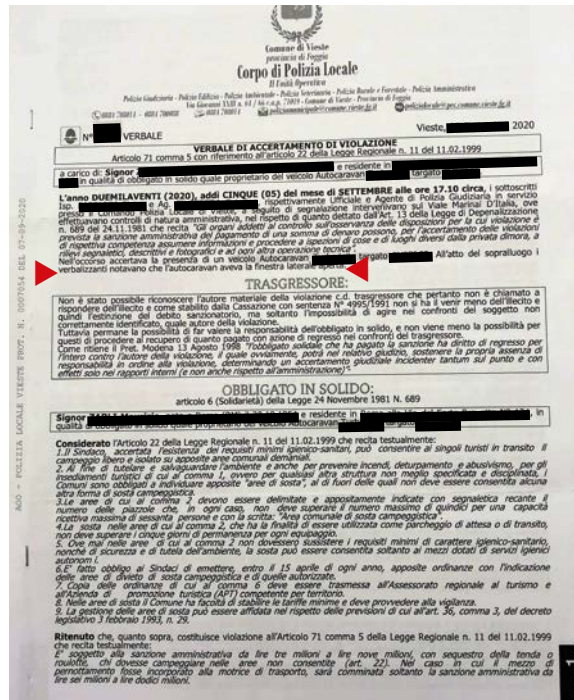 Comune di Vieste
provincia di Foggia
Corpo di Polizia Locale
Il Unità Operativa
Polizia Giudiziaria - Polizia Edilizia - Polizia Ambientale - Polizia Veterinaria - Polizia Rurale e Forestale - Polizia Amministrativa
Via Giovanni XXIII n. 61 / 66 c.a.p. 71019 - Comune di Vieste - Provincia di Foggia
N° VERBALE
Vieste, 2020
VERBALE DI ACCERTAMENTO DI VIOLAZIONE
Articolo 71 comma 5 con riferimento all'articolo 22 della Legge Regionale n. 11 del 11.02.1999
a carico di: Signor e residente in
in qualità di obbligato in solido quale proprietario del veicolo Autocaravan targato
L'anno DUEMILAVENTI (2020), addì CINQUE (05) del mese di SETTEMBRE alle ore 17.10 circa, i sottoscritti
Isp. e Ag. rispettivamente Ufficiale e Agente di Polizia Giudiziaria in servizio
presso il Comando Polizia Locale di Vieste, a seguito di segnalazione intervenivano sul Viale Marinai D'Italia, ove
effettuavano controlli di natura amministrativa, nel rispetto di quanto dettato dall'Art. 13 della Legge di Depenalizzazione
n. 689 del 24.11.1981 che recita "Gli organi addetti al controllo sull'osservanza delle disposizioni per la cui violazione è
prevista la sanzione amministrativa del pagamento di una somma di denaro possono, per l'accertamento delle violazioni
di rispettiva competenza assumere informazioni e procedere a ispezioni di cose e di luoghi diversi dalla privata dimora, a
rilievi segnaletici, descrittivi e fotografici e ad ogni altra operazione tecnica".
Nell'occorso accertava la presenza di un veicolo Autocaravan targato All'atto del sopralluogo i
verbalizzanti notavano che l'autocaravan aveva la finestra laterale aperta.
TRASGRESSORE:
Non è stato possibile riconoscere l'autore materiale della violazione c.d. trasgressore che pertanto non è chiamato a
rispondere dell'illecito e come stabilito dalla Cassazione con sentenza N° 4995/1991 non si ha il venir meno dell'illecito e
quindi l'estinzione del debito sanzionatorio, ma soltanto l'impossibilità di agire nei confronti del soggetto non
correttamente identificato, quale autore della violazione.
Tuttavia permane la possibilità di far valere la responsabilità dell'obbligato in solido, e non viene meno la possibilità per
questi di procedere al recupero di quanto pagato con azione di regresso nei confronti del trasgressore.
Come ritiene il Pret. Modena 13 Agosto 1998 "l'obbligato solidale che ha pagato la sanzione ha diritto di regresso per
l'intero contro l'autore della violazione, il quale ovviamente, potrà nel relativo giudizio, sostenere la propria assenza di
responsabilità in ordine alla violazione, determinando un accertamento giudiziale incidenter tantum sul punto e con
effetti solo nei rapporti interni (e non anche rispetto all'amministrazione)".
OBBLIGATO IN SOLIDO:
articolo 6 (Solidarietà) della Legge 24 Novembre 1981 N. 689
Signor e residente in , in
qualità di obbligato in solido quale proprietario del veicolo Autocaravan targato
Considerato l'Articolo 22 della Legge Regionale n. 11 del 11.02.1999 che recita testualmente:
1.Il Sindaco, accertata l'esistenza dei requisiti minimi igienico-sanitari, può consentire ai singoli turisti in transito il
campeggio libero e isolato su apposite aree comunali demaniali.
2. Al fine di tutelare e salvaguardare l'ambiente e anche per prevenire incendi, deturpamento e abusivismo, per gli
insediamenti turistici di cui al comma 1, ovvero per qualsiasi altra struttura non meglio specificata e disciplinata, i
Comuni sono obbligati a individuare apposite "aree di sosta", al di fuori delle quali non deve essere consentita alcuna
altra forma di sosta campeggistica.
3.Le aree di cui al comma 2 devono essere delimitate e appositamente indicate con segnaletica recante il
numero delle piazzole che, in ogni caso, non deve superare il numero massimo di quindici per una capacità
ricettiva massima di sessanta persone e con la scritta: "Area comunale di sosta campeggistica".
4.La sosta nelle aree di cui al comma 2, che ha la finalità di essere utilizzata come parcheggio di attesa o di transito,
non deve superare i cinque giorni di permanenza per ogni equipaggio.
5. Ove mai nelle aree di cui al comma 2 non dovessero sussistere i requisiti minimi di carattere igienico-sanitario,
nonché di sicurezza e di tutela dell'ambiente, la sosta può essere consentita soltanto ai mezzi dotati di servizi igienici
autonomi.
6.E' fatto obbligo ai Sindaci di emettere, entro il 15 aprile di ogni anno, apposite ordinanze con l'indicazione
delle aree di divieto di sosta campeggistica e di quelle autorizzate.
7. Copia delle ordinanze di cui al comma 6 deve essere trasmessa all'Assessorato regionale al turismo e
all'Azienda di promozione turistica (APT) competente per territorio.
8. Nelle aree di sosta il Comune ha facoltà di stabilire le tariffe minime e deve provvedere alla vigilanza.
9. La gestione delle aree di sosta può essere affidata nel rispetto delle previsioni di cui all'art. 36, comma 3, del decreto
legislativo 3 febbraio 1993, n. 29.
Ritenuto che, quanto sopra, costituisce violazione all'Articolo 71 comma 5 della Legge Regionale n. 11 del 11.02.1999
che recita testualmente:
E' soggetto alla sanzione amministrativa da lire tre milioni a lire nove milioni, con sequestro della tenda o
roulotte, chi dovesse campeggiare nelle aree non consentite (art. 22). Nel caso in cui il mezzo di
pernottamento fosse incorporato alla motrice di trasporto, sarà comminata soltanto la sanzione amministrativa da
lire sei milioni a lire dodici milioni.
AOO - POLIZIA LOCALE VIESTE PROT. N. 0007054 DEL 07-09-2020
1